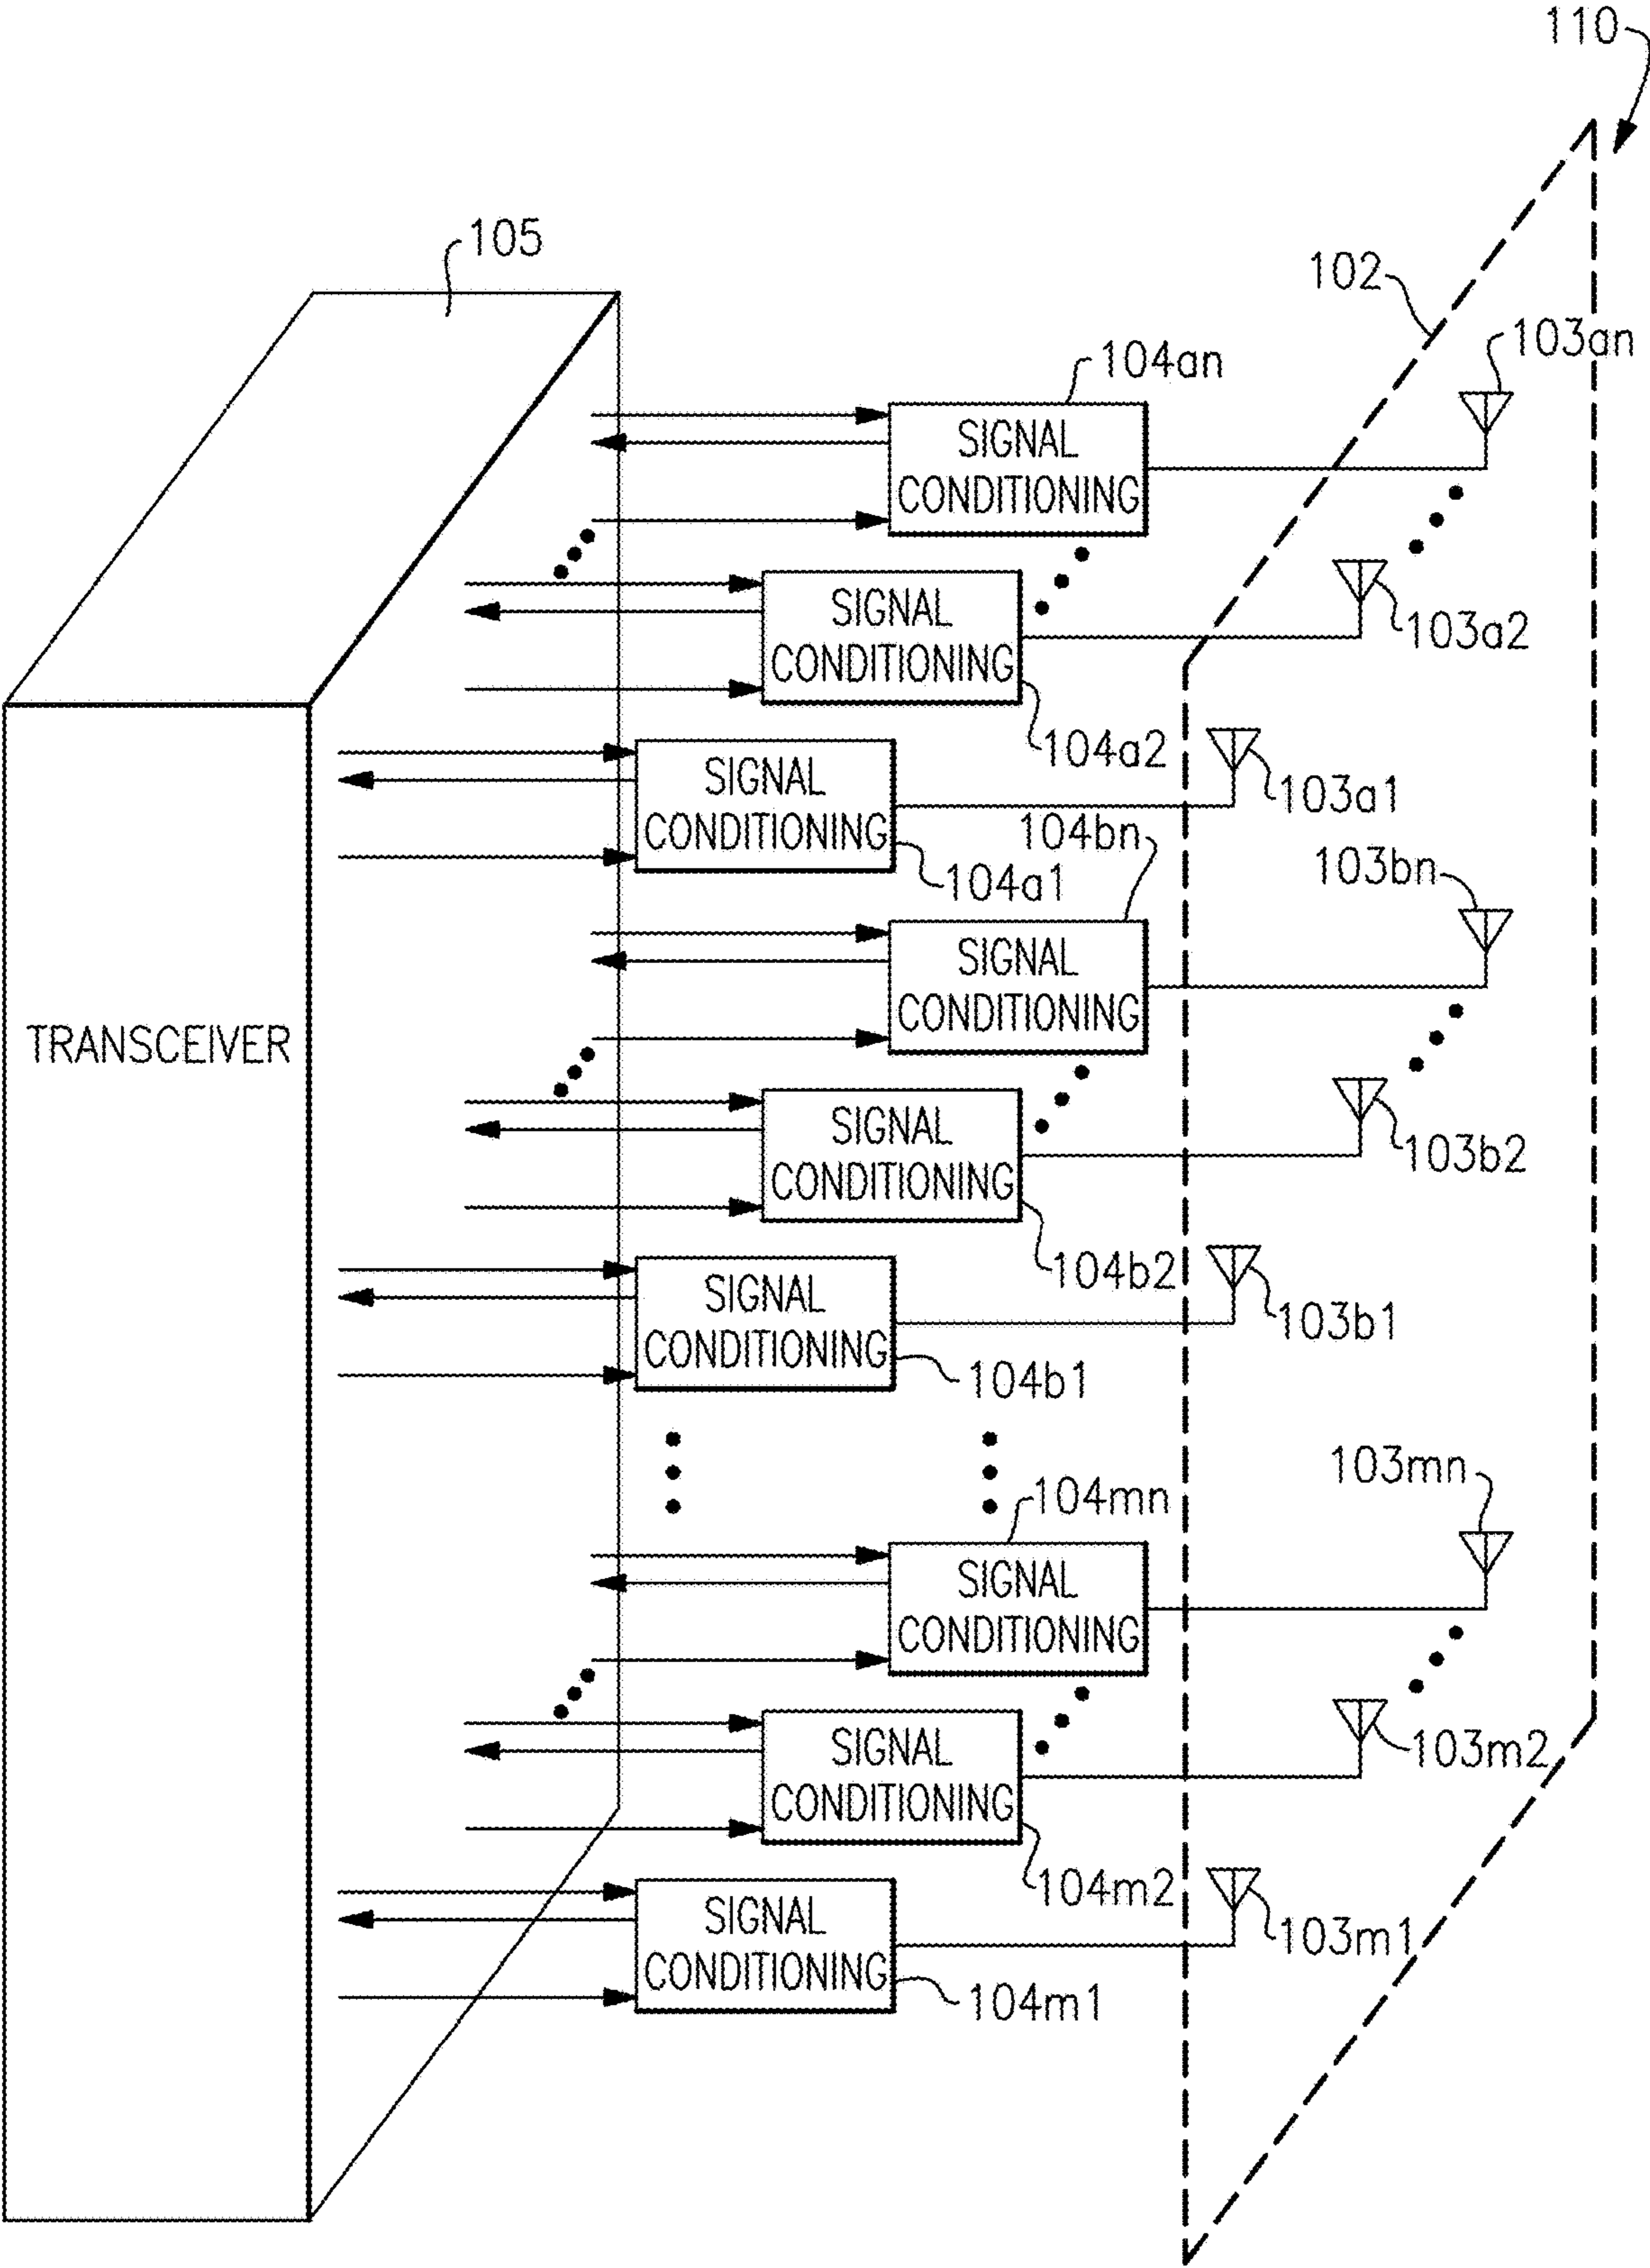 110
105
102
103an
104an
SIGNAL
CONDITIONING
103a2
SIGNAL
CONDITIONING
104a2
103a1
SIGNAL
CONDITIONING
104a1
104bn
103bn
SIGNAL
CONDITIONING
TRANSCEIVER
103b2
SIGNAL
CONDITIONING
104b2
103b1
SIGNAL
CONDITIONING
104b1
103mn
104mn
SIGNAL
CONDITIONING
103m2
SIGNAL
CONDITIONING
104m2
103m1
SIGNAL
CONDITIONING
104m1